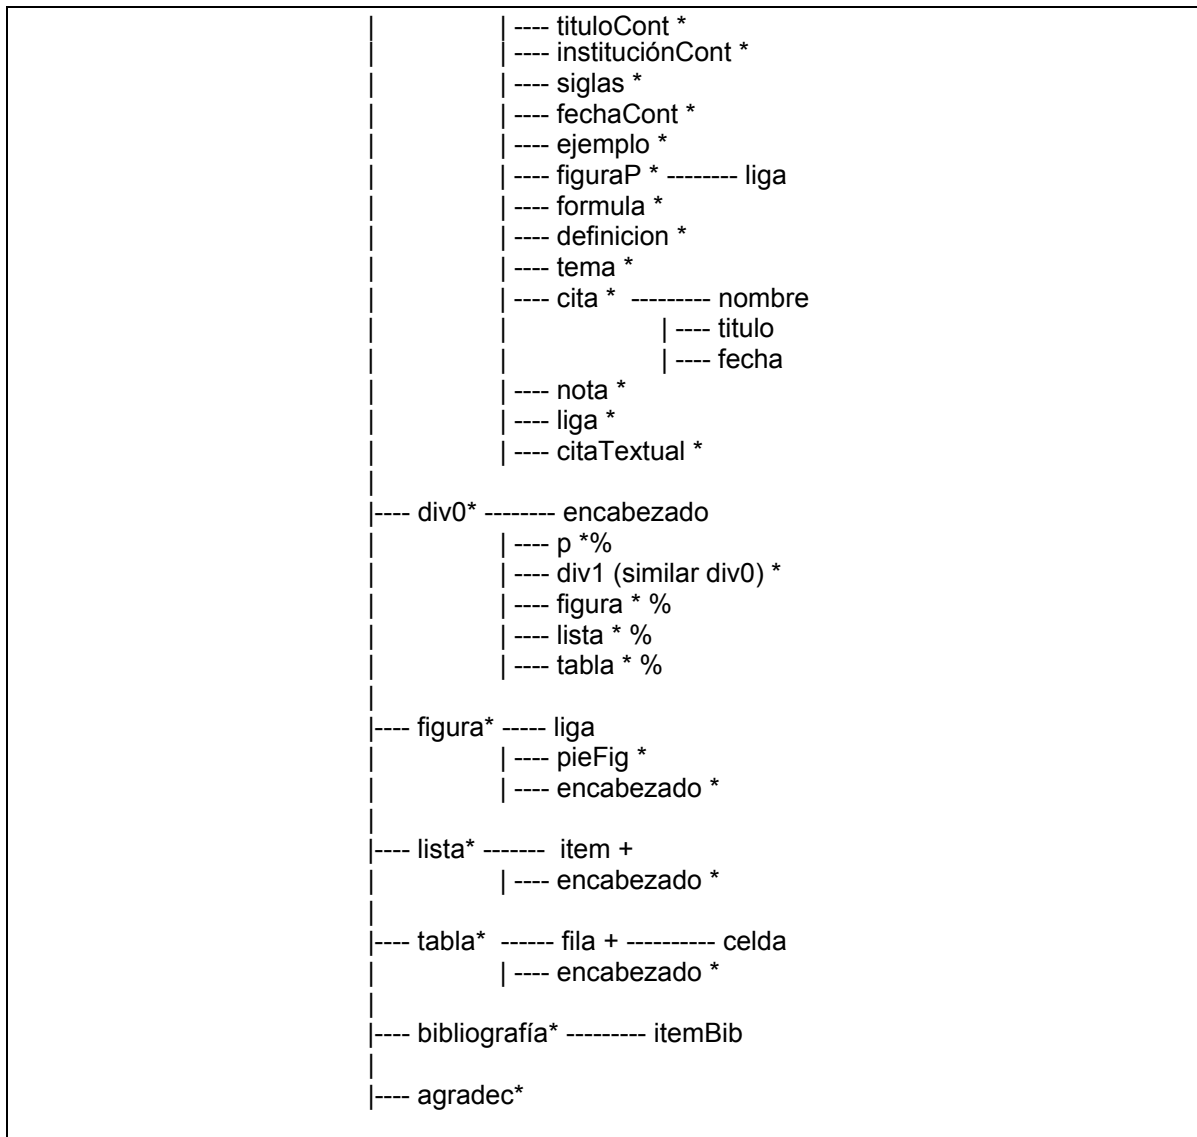 |                | ---- tituloCont *
|                | ---- instituciónCont *
|                | ---- siglas *
|                | ---- fechaCont *
|                | ---- ejemplo *
|                | ---- figuraP * -------- liga
|                | ---- formula *
|                | ---- definicion *
|                | ---- tema *
|                | ---- cita *  --------- nombre
|                |                    | ---- titulo
|                |                    | ---- fecha
|                | ---- nota *
|                | ---- liga *
|                | ---- citaTextual *
|
|---- div0* -------- encabezado
|                | ---- p *%
|                | ---- div1 (similar div0) *
|                | ---- figura * %
|                | ---- lista * %
|                | ---- tabla * %
|
|---- figura* ----- liga
|                | ---- pieFig *
|                | ---- encabezado *
|
|---- lista* -------  item +
|                | ---- encabezado *
|
|---- tabla*  ------ fila + ---------- celda
|                | ---- encabezado *
|
|---- bibliografía* --------- itemBib
|
|---- agradec*